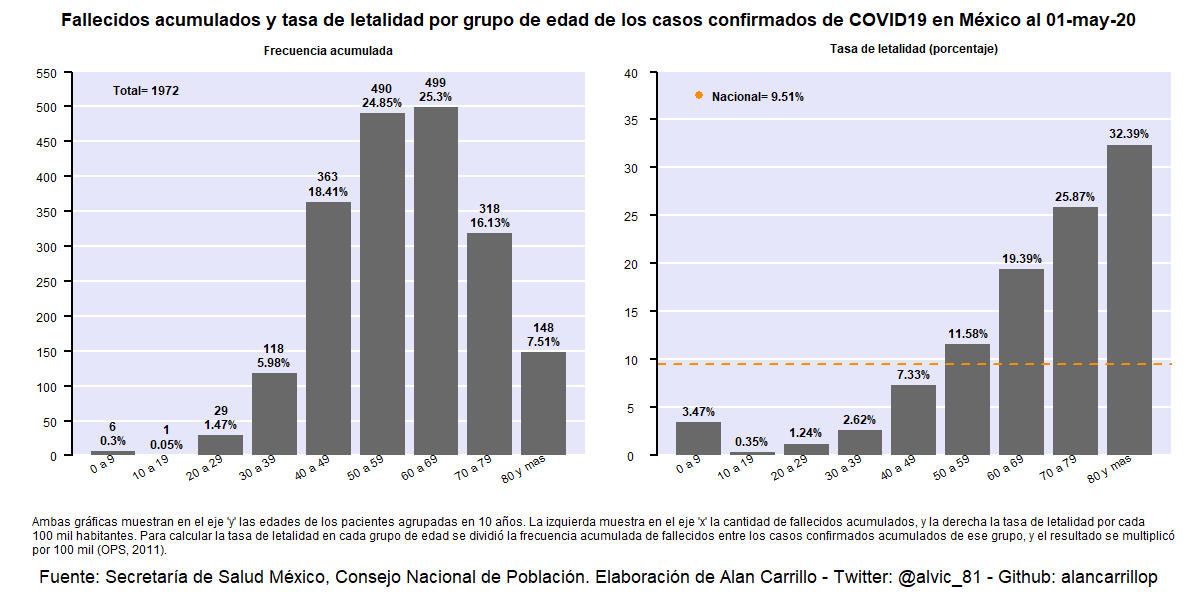 Fallecidos acumulados y tasa de letalidad por grupo de edad de los casos confirmados de COVID19 en México al 01-may-20
Frecuencia acumulada
550
500
450
400
350
300
250
200
150
100
50
0
Total= 1972
6
0.3%
1
0.05%
29
1.47%
118
5.98%
363
18.41%
490
24.85%
499
25.3%
318
16.13%
148
7.51%
0 a 9
10 a 19
20 a 29
30 a 39
40 a 49
50 a 59
60 a 69
70 a 79
80 y mas
Tasa de letalidad (porcentaje)
40
35
30
25
20
15
10
5
0
Nacional= 9.51%
3.47%
0.35%
1.24%
2.62%
7.33%
11.58%
19.39%
25.87%
32.39%
0 a 9
10 a 19
20 a 29
30 a 39
40 a 49
50 a 59
60 a 69
70 a 79
80 y mas
Ambas gráficas muestran en el eje 'y' las edades de los pacientes agrupadas en 10 años. La izquierda muestra en el eje 'x' la cantidad de fallecidos acumulados, y la derecha la tasa de letalidad por cada
100 mil habitantes. Para calcular la tasa de letalidad en cada grupo de edad se dividió la frecuencia acumulada de fallecidos entre los casos confirmados acumulados de ese grupo, y el resultado se multiplicó
por 100 mil (OPS, 2011).
Fuente: Secretaría de Salud México, Consejo Nacional de Población. Elaboración de Alan Carrillo - Twitter: @alvic_81 - Github: alancarrillop